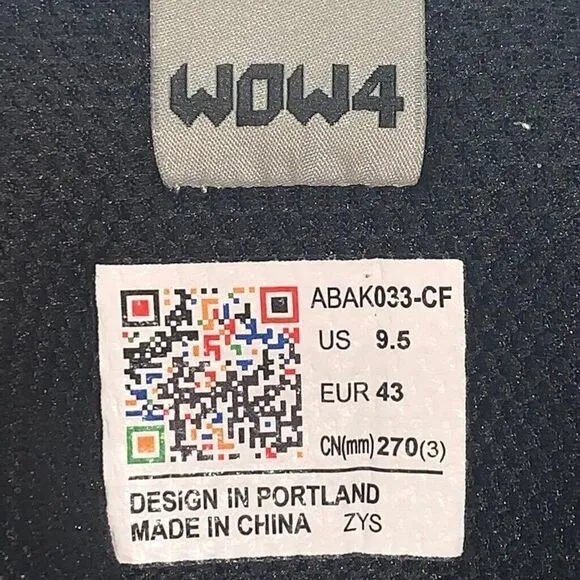 WOW4
ABAK033-CF
US 9.5
EUR 43
CN(mm) 270(3)
DESIGN IN PORTLAND
MADE IN CHINA ZYS